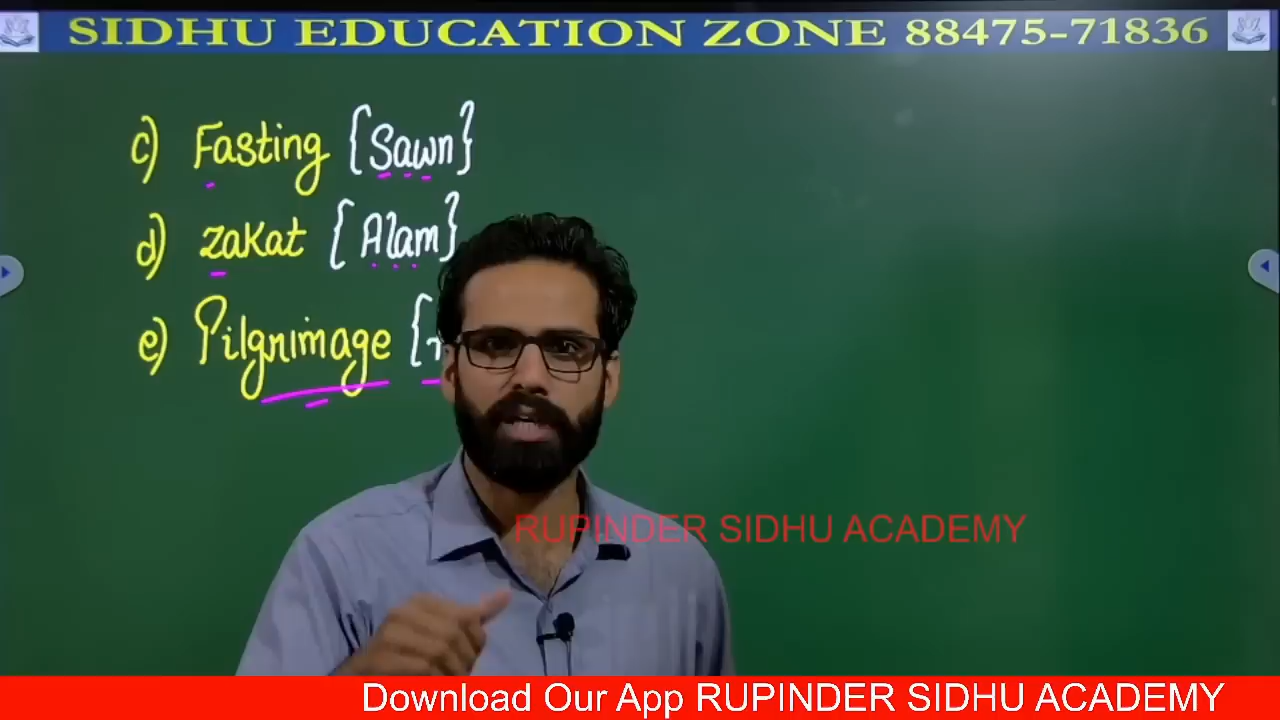 SIDHU EDUCATION ZONE 88475-71836
c) Fasting {Sawn}
d) Zakat {Alam}
e) Pilgrimage {
RUPINDER SIDHU ACADEMY
Download Our App RUPINDER SIDHU ACADEMY